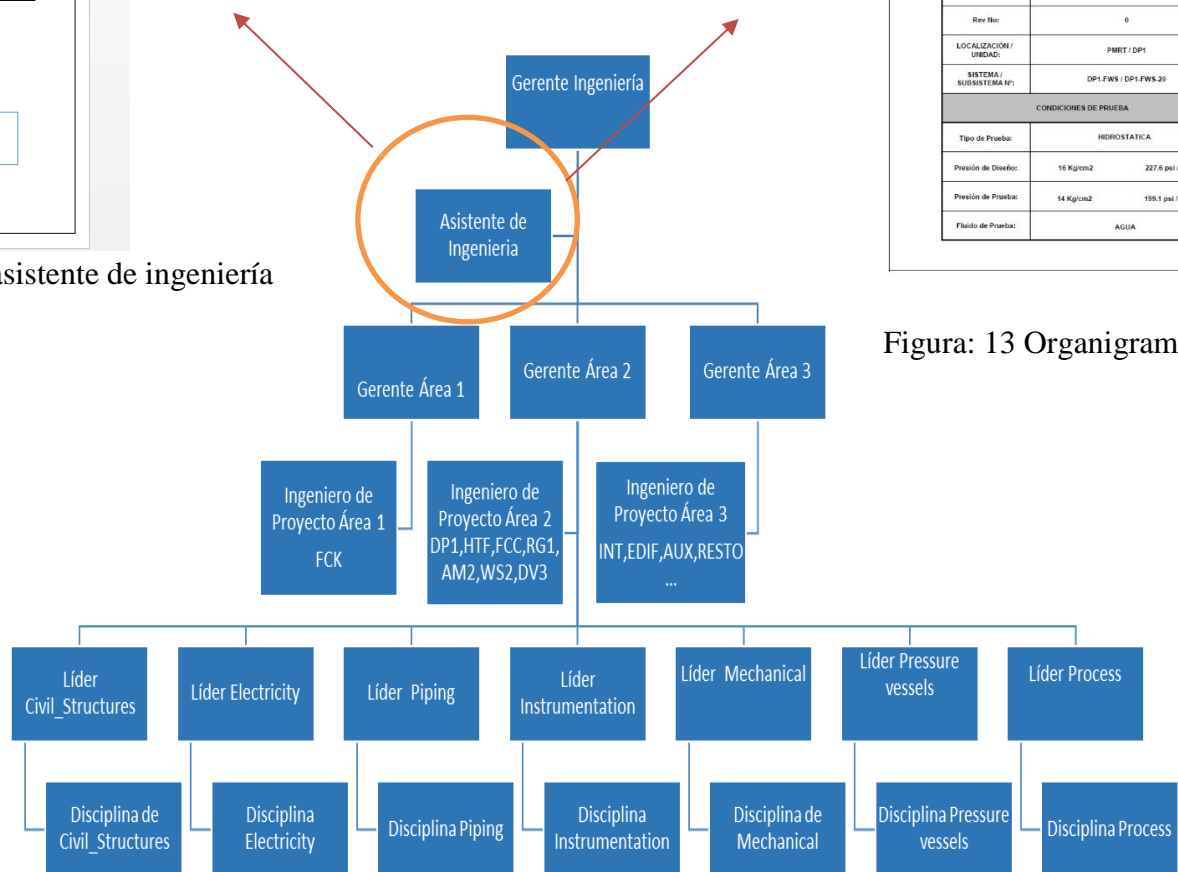 Rev No:
0
LOCALIZACIÓN /
UNIDAD:
PMRT / DP1
SISTEMA /
SUBSISTEMA Nº:
DP1-FWS / DP1-FWS-20
CONDICIONES DE PRUEBA
Tipo de Prueba:
HIDROSTATICA
Presión de Diseño:
16 Kg/cm2
227.6 psi /
Presión de Prueba:
14 Kg/cm2
199.1 psi /
Fluido de Prueba:
AGUA
asistente de ingeniería
Figura: 13 Organigram
Gerente Ingeniería
Asistente de
Ingenieria
Gerente Área 1
Gerente Área 2
Gerente Área 3
Ingeniero de
Proyecto Área 1
FCK
Ingeniero de
Proyecto Área 2
DP1,HTF,FCC,RG1,
AM2,WS2,DV3
Ingeniero de
Proyecto Área 3
INT,EDIF,AUX,RESTO
...
Líder
Civil_Structures
Líder Electricity
Líder Piping
Líder
Instrumentation
Líder Mechanical
Líder Pressure
vessels
Líder Process
Disciplina de
Civil_Structures
Disciplina
Electricity
Disciplina Piping
Disciplina
Instrumentation
Disciplina de
Mechanical
Disciplina Pressure
vessels
Disciplina Process